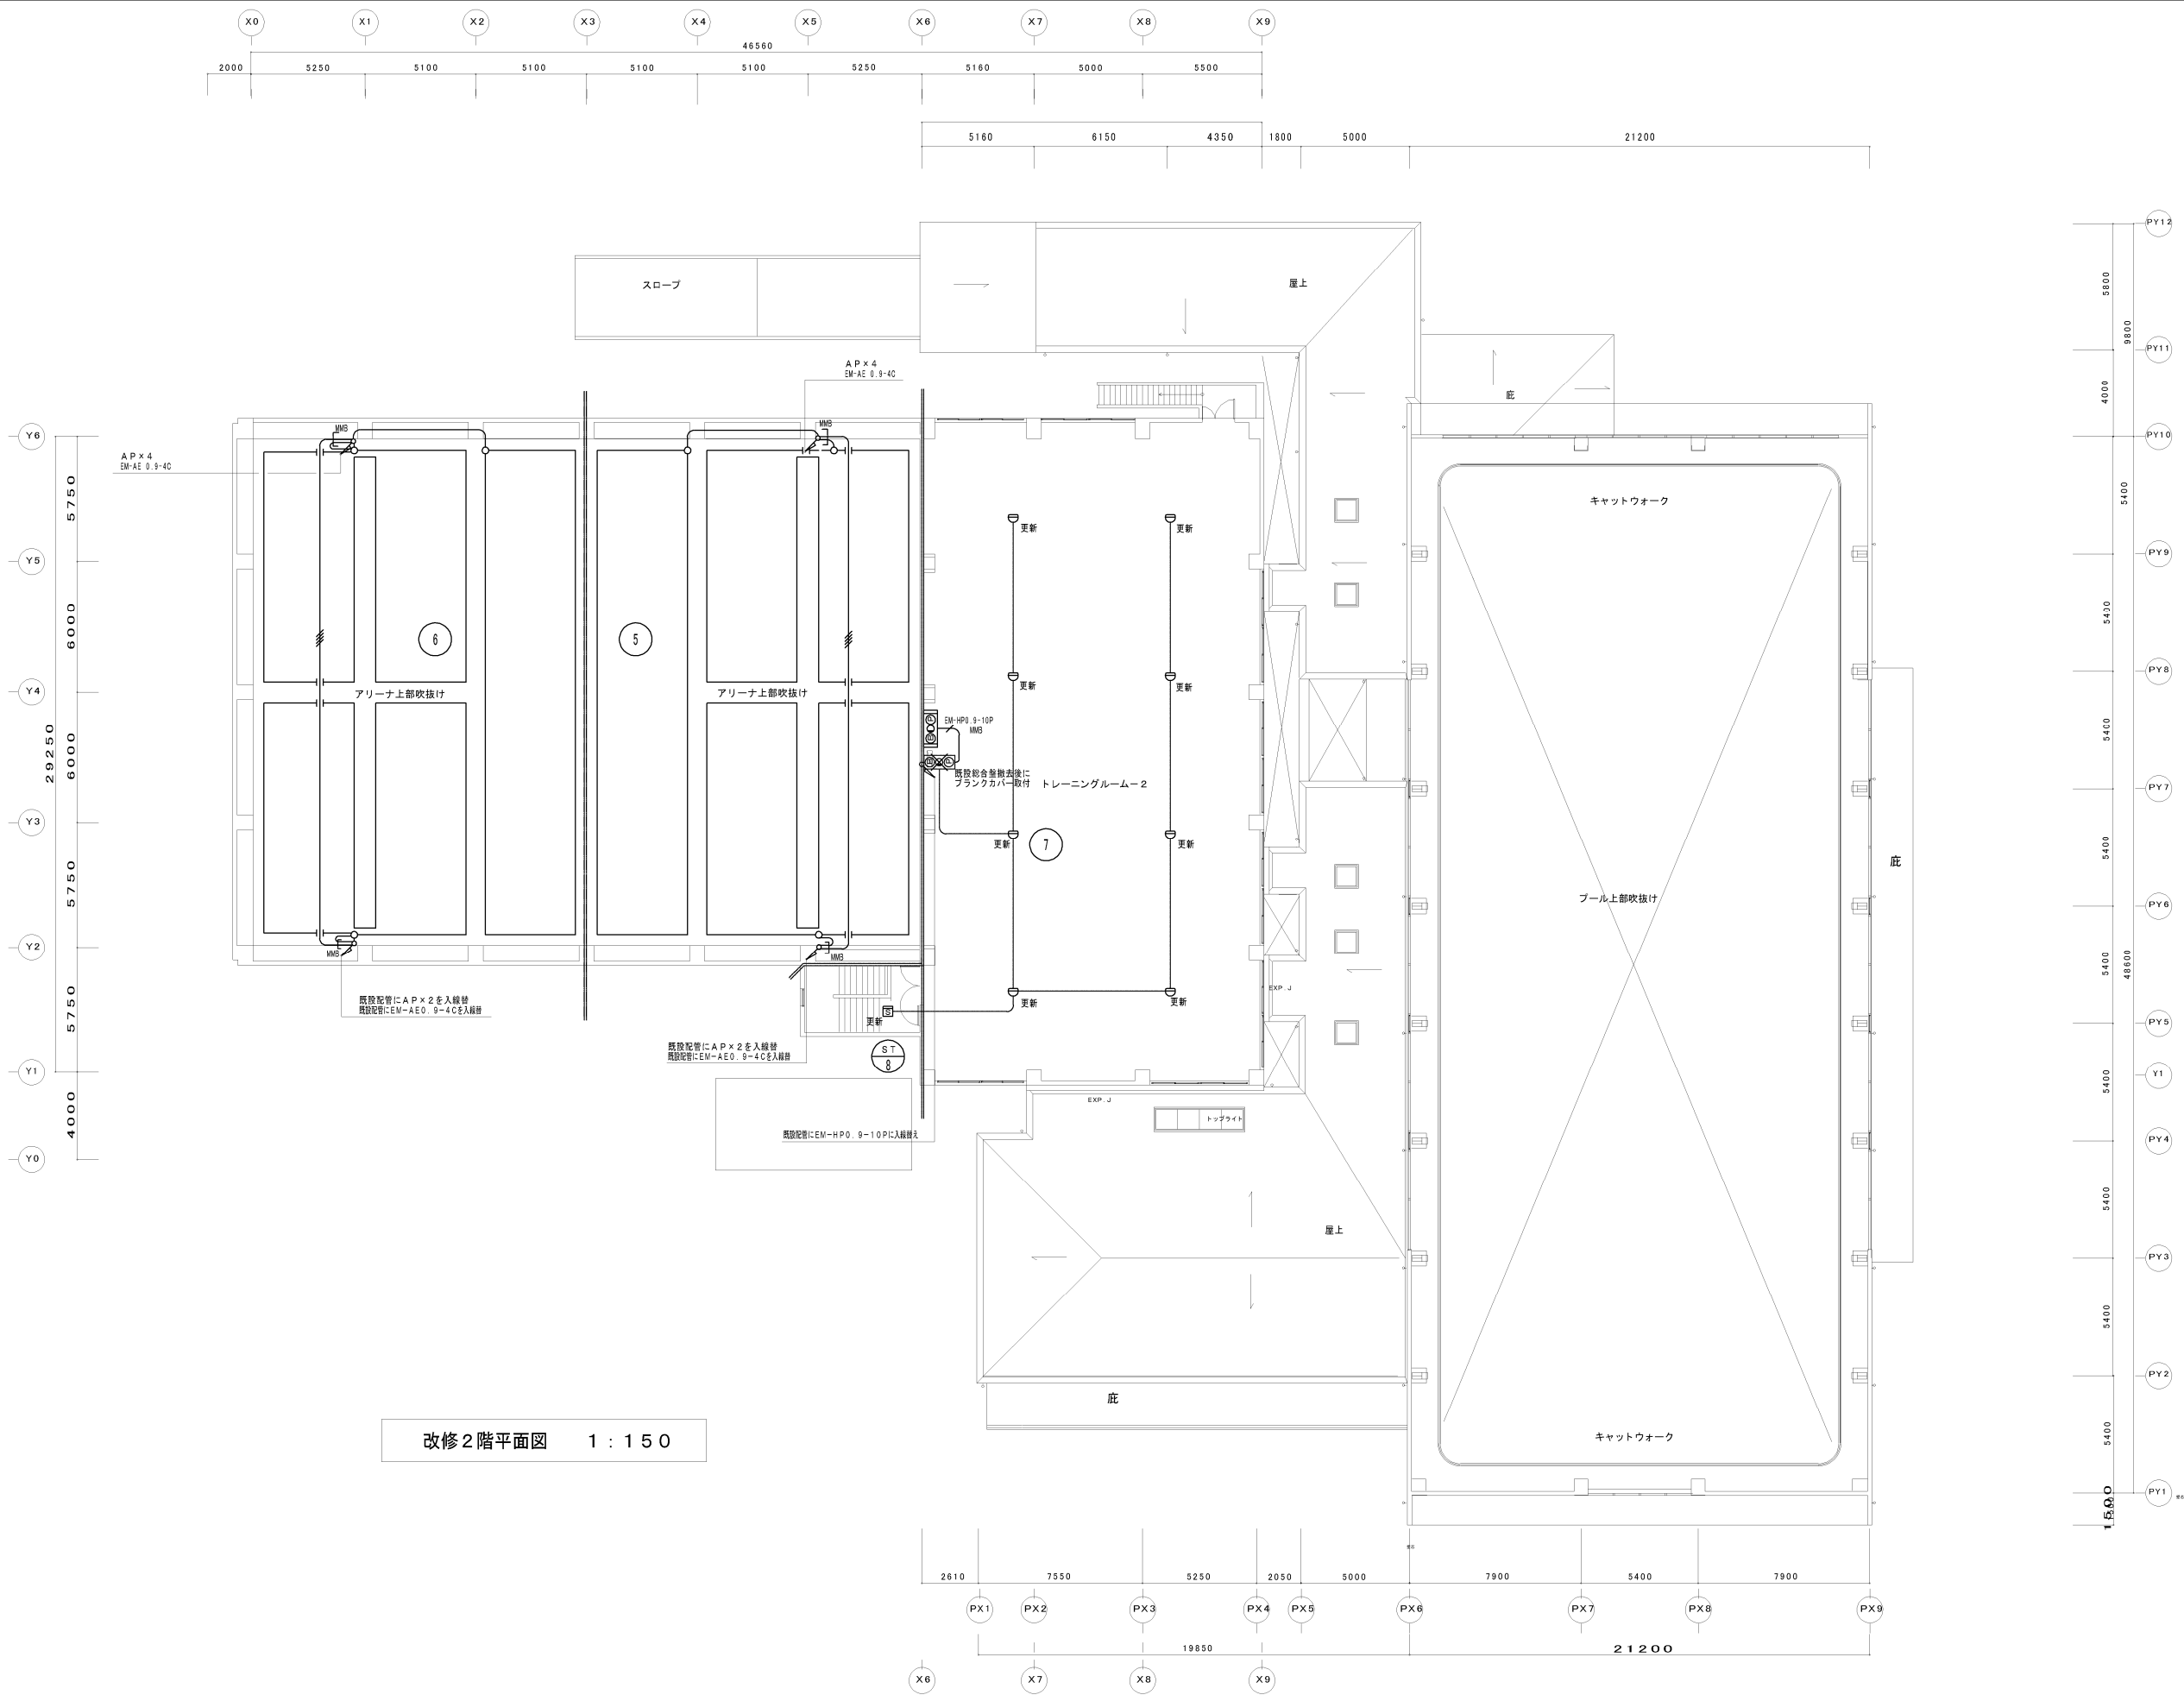 X0 X1 X2 X3 X4 X5 X6 X7 X8 X9
46560
2000 5250 5100 5100 5100 5100 5250 5160 5000 5500
5160 6150 4350 1800 5000 21200
PY12
5800
9800
PY11
4000
PY10
5400
PY9
5400
PY8
5400
PY7
5400
PY6
5400
48600
PY5
Y1
5400
PY4
5400
PY3
5400
PY2
5400
PY1
1500
Y6
5750
Y5
6000
Y4
29250
6000
Y3
5750
Y2
5750
Y1
4000
Y0
スロープ
屋上
庇
AP×4
EM-AE 0.9-4C
MMB
MMB
AP×4
EM-AE 0.9-4C
キャットウォーク
更新
更新
6
5
更新
更新
アリーナ上部吹抜け
アリーナ上部吹抜け
EM-HP0.9-10P
MMB
B
P
B
P
既設総合盤撤去後に
ブランクカバー取付
トレーニングルームー2
更新
更新
7
庇
プール上部吹抜け
MMB
MMB
EXP.J
更新
更新
S
更新
既設配管にAP×2を入線替
既設配管にEM-AE0.9-4Cを入線替
既設配管にAP×2を入線替
既設配管にEM-AE0.9-4Cを入線替
ST
8
EXP.J
トップライト
既設配管にEM-HP0.9-10Pに入線替え
屋上
庇
キャットウォーク
改修2階平面図 1:150
2610 7550 5250 2050 5000 7900 5400 7900
PX1 PX2 PX3 PX4 PX5 PX6 PX7 PX8 PX9
19850 21200
X6 X7 X8 X9